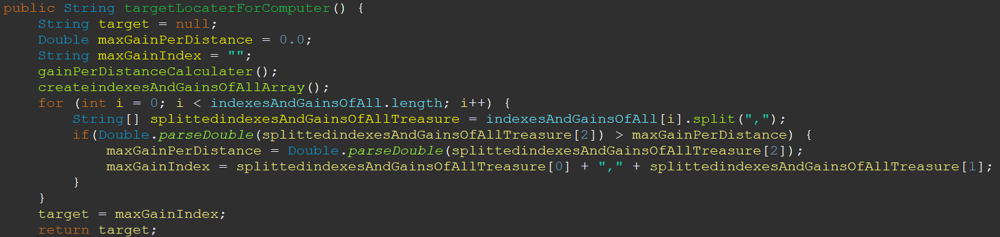 public String targetLocaterForComputer() {
    String target = null;
    Double maxGainPerDistance = 0.0;
    String maxGainIndex = "";
    gainPerDistanceCalculater();
    createindexesAndGainsOfAllArray();
    for (int i = 0; i < indexesAndGainsOfAll.length; i++) {
        String[] splittedindexesAndGainsOfAllTreasure = indexesAndGainsOfAll[i].split(",");
        if(Double.parseDouble(splittedindexesAndGainsOfAllTreasure[2]) > maxGainPerDistance) {
            maxGainPerDistance = Double.parseDouble(splittedindexesAndGainsOfAllTreasure[2]);
            maxGainIndex = splittedindexesAndGainsOfAllTreasure[0] + "," + splittedindexesAndGainsOfAllTreasure[1];
        }
    }
    target = maxGainIndex;
    return target;